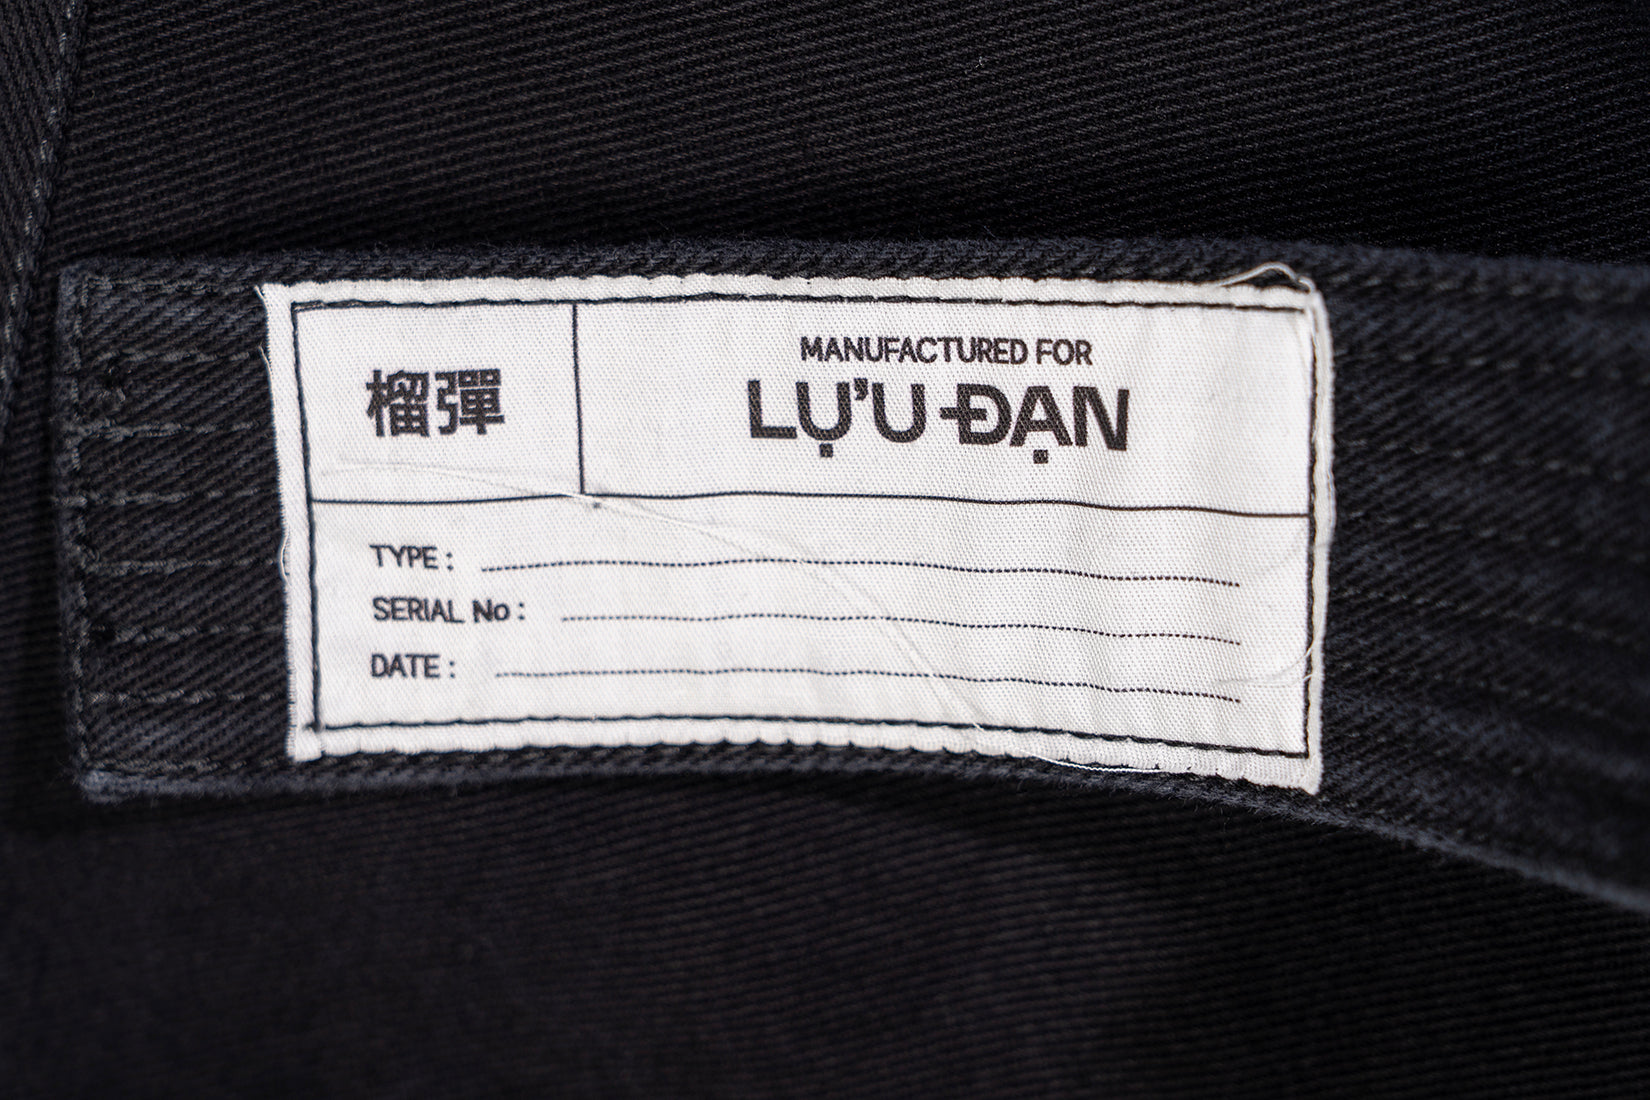 榴彈
MANUFACTURED FOR
LỰU ĐẠN
TYPE :
SERIAL No :
DATE :